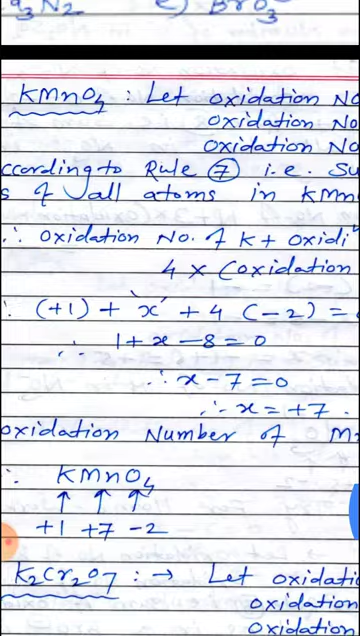 N2 BrO3
KMnO4 : Let oxidation No
oxidation No
oxidation No
ccording to Rule 7 i.e. Su
s of all atoms in KMn
∴ oxidation No. of K + oxidi
4 × (oxidation
∴ (+1) + x + 4 (-2) =
∴ 1 + x - 8 = 0
∴ x - 7 = 0
∴ x = +7.
oxidation Number of M
∴ KMnO4
↑ ↑ ↑
+1 +7 -2
K2Cr2O7 : → Let oxidati
oxidation
oxidation